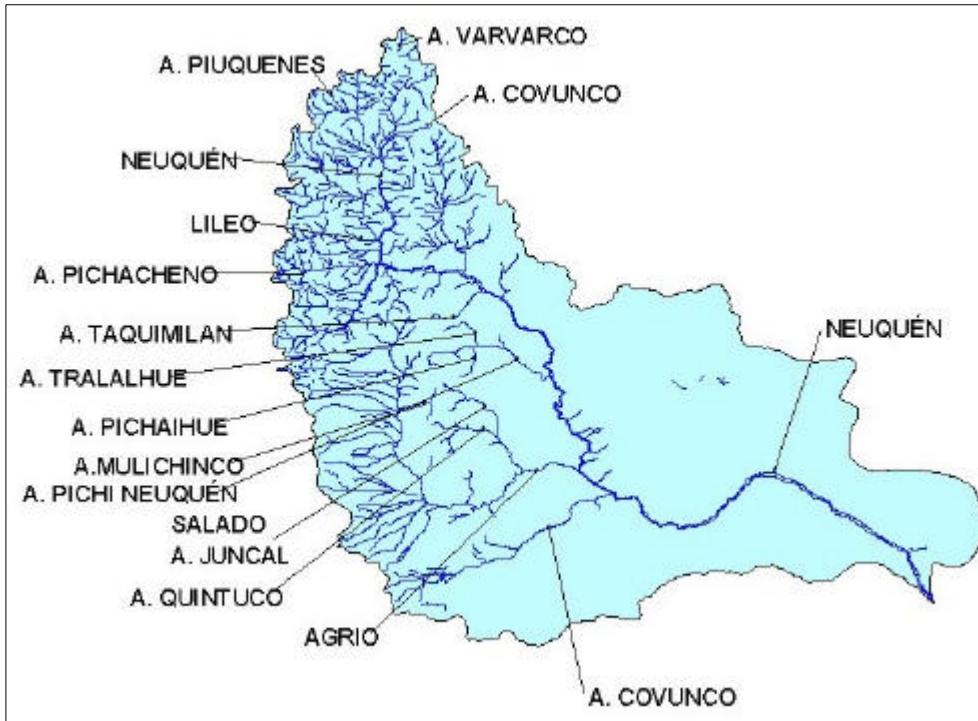 A. VARVARCO
A. PIUQUENES
A. COVUNCO
NEUQUÉN
LILEO
A. PICHACHENO
A. TAQUIMILAN
NEUQUÉN
A. TRALALHUE
A. PICHAIHUE
A.MULICHINCO
A. PICHI NEUQUÉN
SALADO
A. JUNCAL
A. QUINTUCO
AGRIO
A. COVUNCO